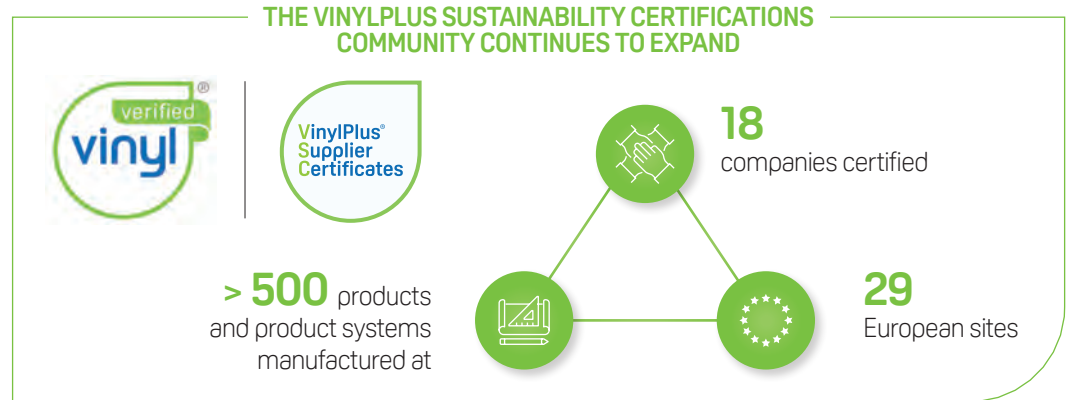 THE VINYLPLUS SUSTAINABILITY CERTIFICATIONS
COMMUNITY CONTINUES TO EXPAND
®
verified
vinyl
VinylPlus®
Supplier
Certificates
18
companies certified
> 500 products
and product systems
manufactured at
29
European sites